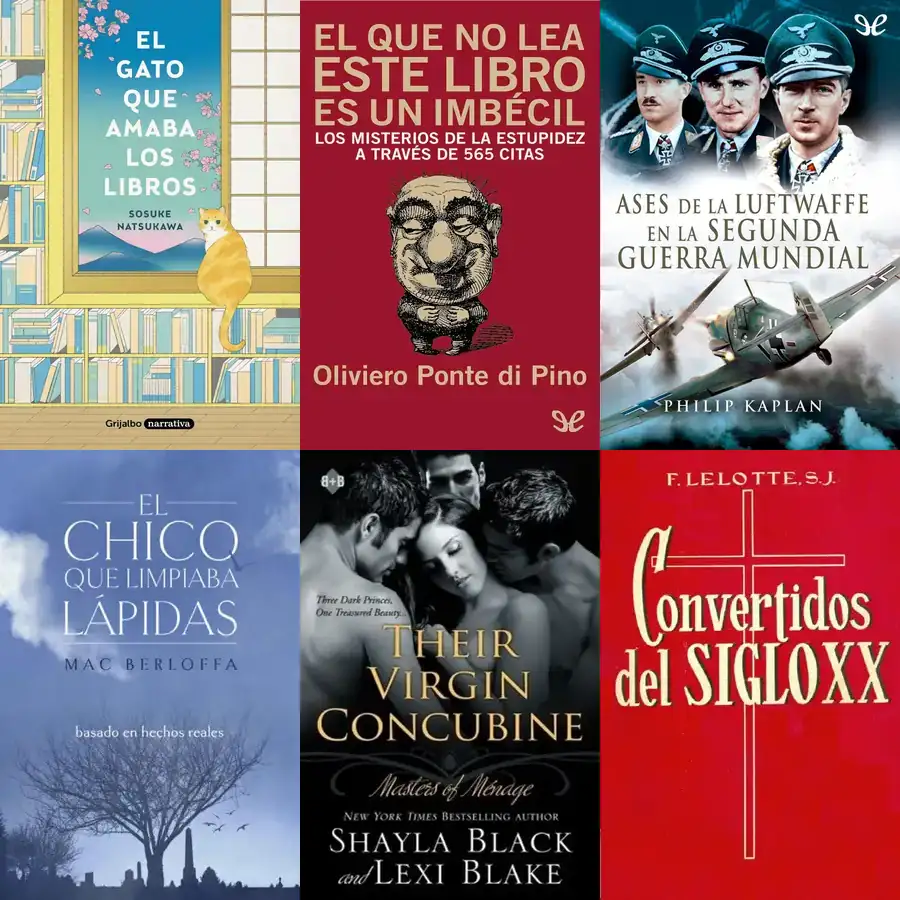 EL
GATO
QUE
AMABA
LOS
LIBROS
SOSUKE
NATSUKAWA
Grijalbo narrativa
EL QUE NO LEA
ESTE LIBRO
ES UN IMBÉCIL
LOS MISTERIOS DE LA ESTUPIDEZ
A TRAVÉS DE 565 CITAS
Oliviero Ponte di Pino
ASES DE LA LUFTWAFFE
EN LA SEGUNDA
GUERRA MUNDIAL
PHILIP KAPLAN
EL
CHICO
QUE LIMPIABA
LÁPIDAS
MAC BERLOFFA
basado en hechos reales
B+B
Three Dark Princes,
One Treasured Beauty...
THEIR
VIRGIN
CONCUBINE
Masters of Ménage
NEW YORK TIMES BESTSELLING AUTHOR
SHAYLA BLACK
and LEXI BLAKE
F. LELOTTE, S.J.
Convertidos
del SIGLO XX